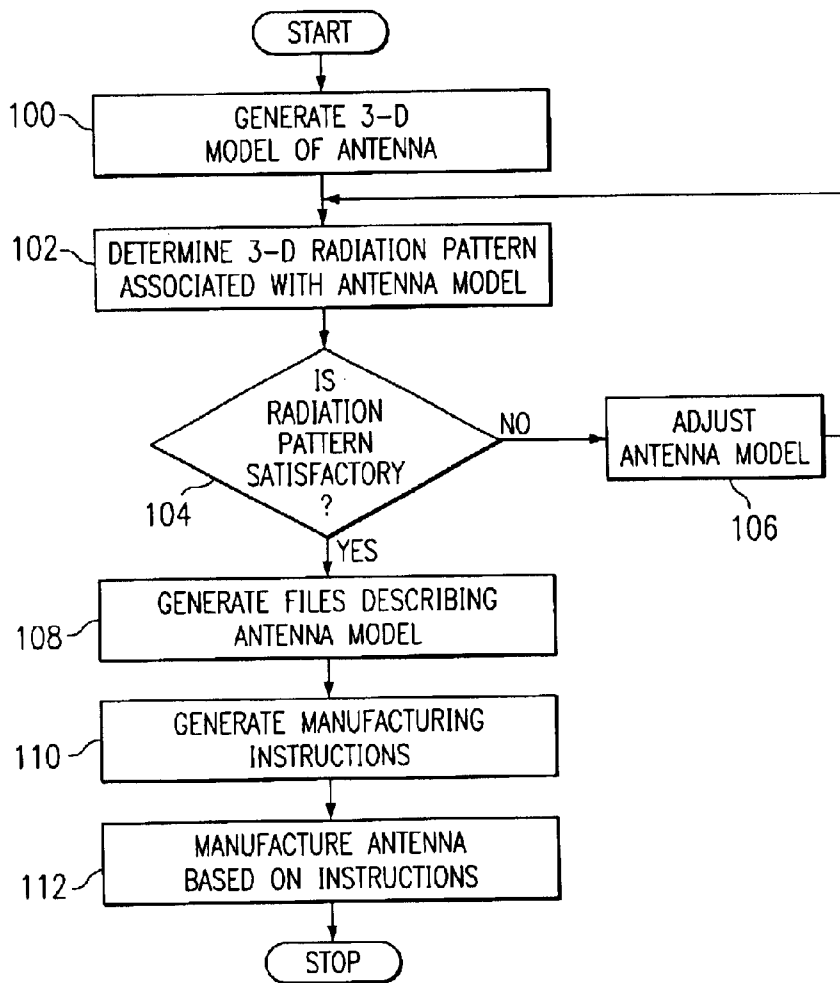 START
100
GENERATE 3-D
MODEL OF ANTENNA
102
DETERMINE 3-D RADIATION PATTERN
ASSOCIATED WITH ANTENNA MODEL
IS
RADIATION
PATTERN
SATISFACTORY
?
104
NO
ADJUST
ANTENNA MODEL
106
YES
108
GENERATE FILES DESCRIBING
ANTENNA MODEL
110
GENERATE MANUFACTURING
INSTRUCTIONS
112
MANUFACTURE ANTENNA
BASED ON INSTRUCTIONS
STOP